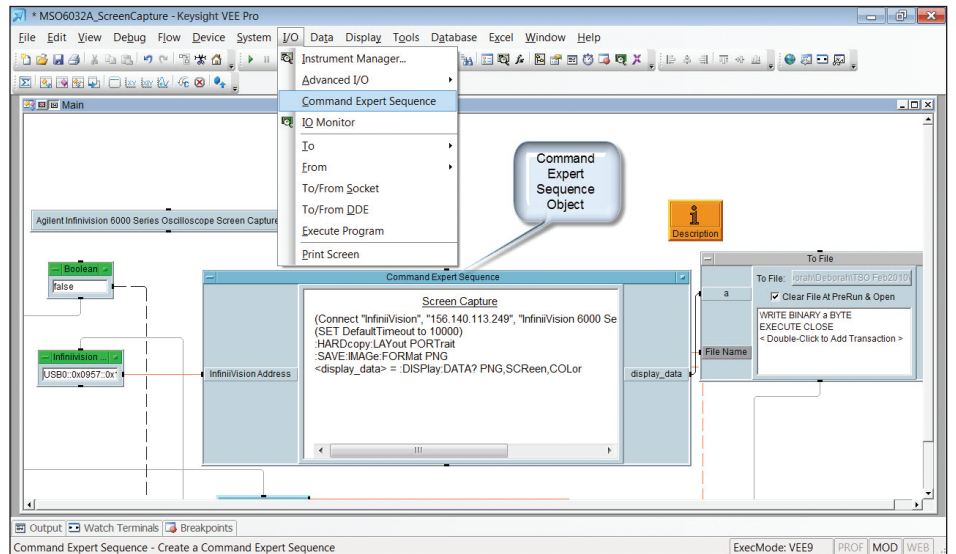 * MSO6032A_ScreenCapture - Keysight VEE Pro
File Edit View Debug Flow Device System I/O Data Display Tools Database Excel Window Help
Instrument Manager...
Advanced I/O
Command Expert Sequence
IO Monitor
To
From
To/From Socket
To/From DDE
Execute Program
Print Screen
Main
Command
Expert
Sequence
Object
Agilent Infinivision 6000 Series Oscilloscope Screen Capture
Description
Boolean
false
Infinivision ...
USB0::0x0957::0x1
Command Expert Sequence
InfiniiVision Address
Screen Capture
(Connect "InfiniiVision", "156.140.113.249", "InfiniiVision 6000 Se
(SET DefaultTimeout to 10000)
:HARDcopy:LAYout PORTrait
:SAVE:IMAGe:FORMat PNG
<display_data> = :DISPlay:DATA? PNG,SCReen,COLor
display_data
To File
a
File Name
To File: orah\Deborah\TSO Feb2010\
Clear File At PreRun & Open
WRITE BINARY a BYTE
EXECUTE CLOSE
< Double-Click to Add Transaction >
Output Watch Terminals Breakpoints
Command Expert Sequence - Create a Command Expert Sequence
ExecMode: VEE9 PROF MOD WEB